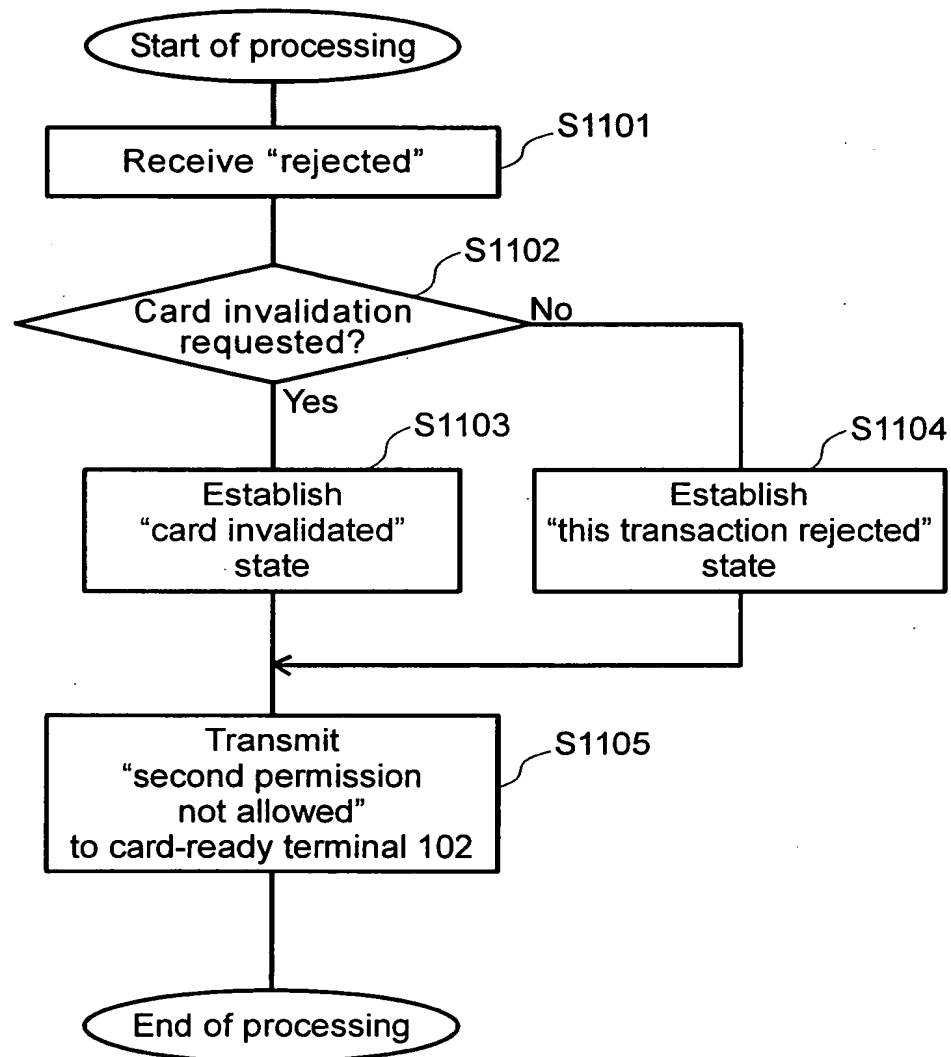 Start of processing
S1101
Receive “rejected”
S1102
Card invalidation
requested?
No
Yes
S1103
Establish
“card invalidated”
state
S1104
Establish
“this transaction rejected”
state
S1105
Transmit
“second permission
not allowed”
to card-ready terminal 102
End of processing